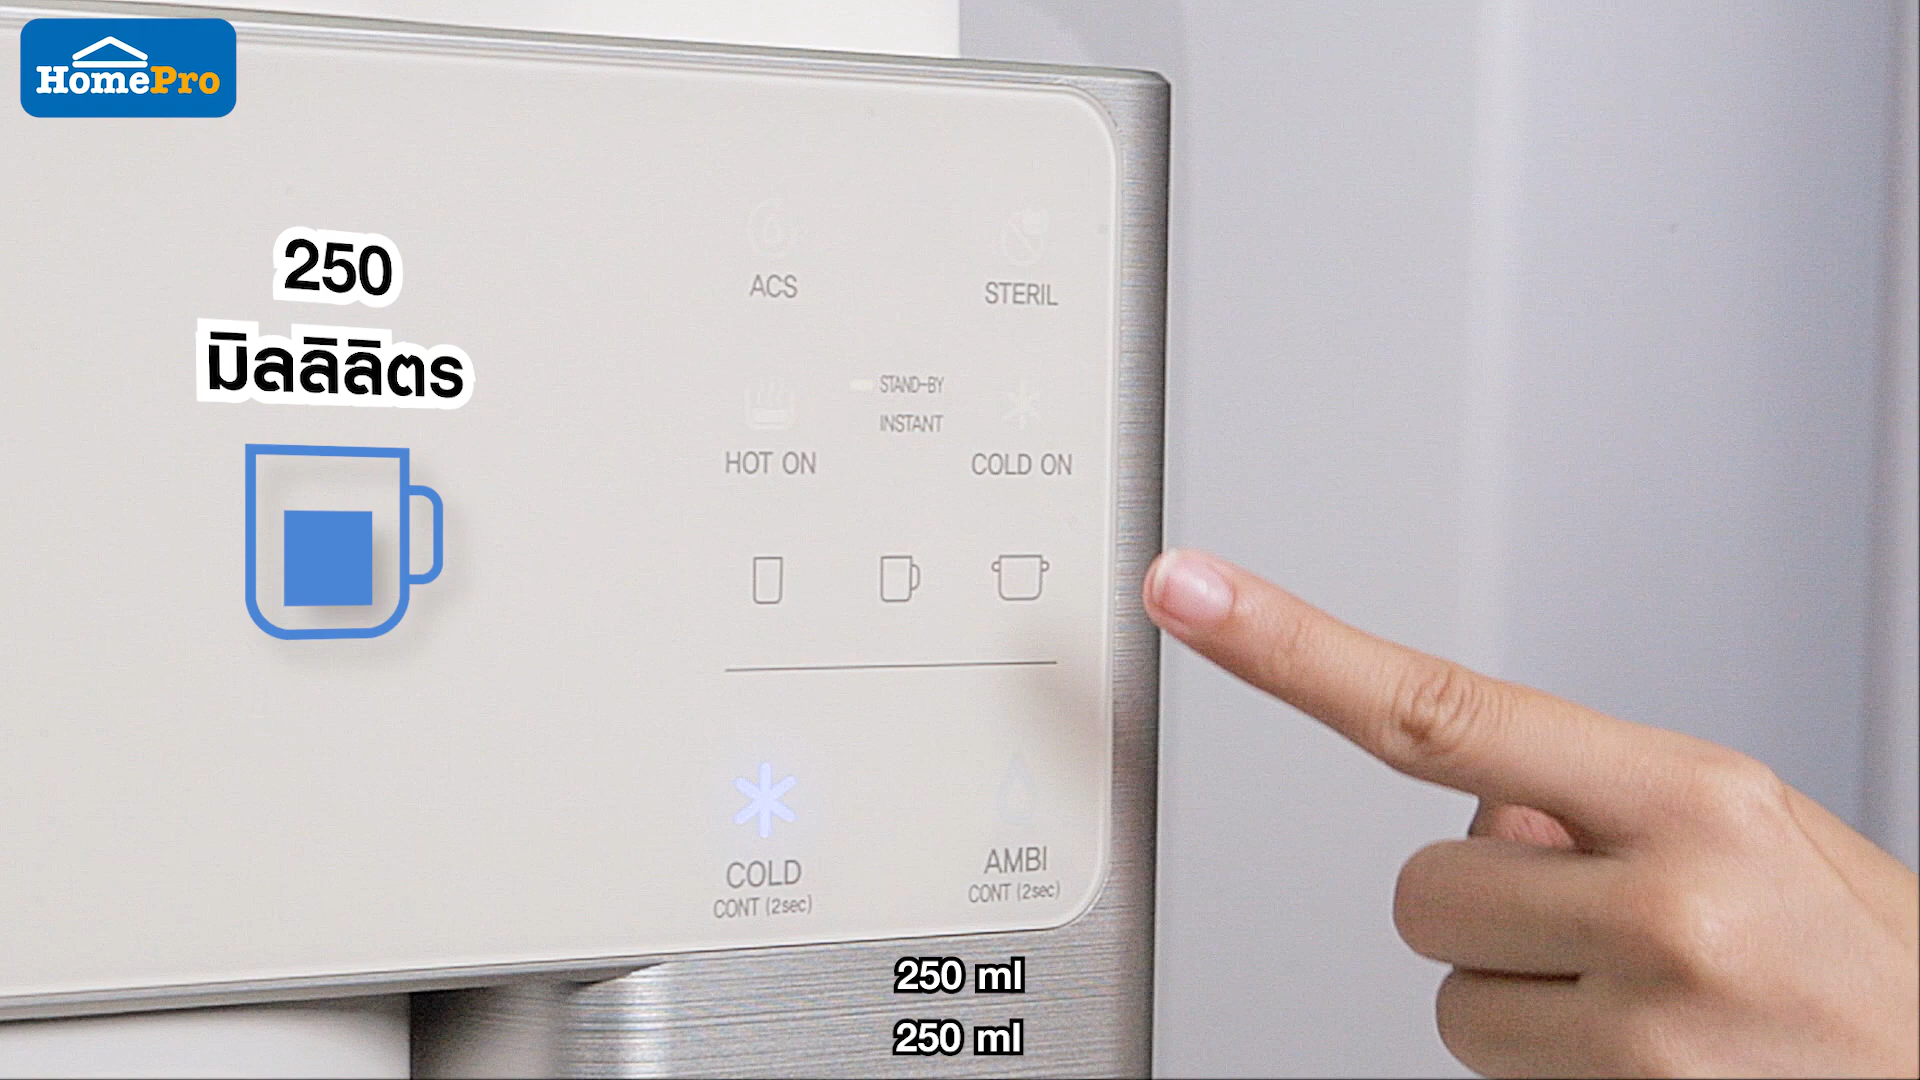 HomePro
250
มิลลิลิตร
ACS
STERIL
STAND-BY
INSTANT
HOT ON
COLD ON
COLD
CONT (2sec)
AMBI
CONT (2sec)
250 ml
250 ml